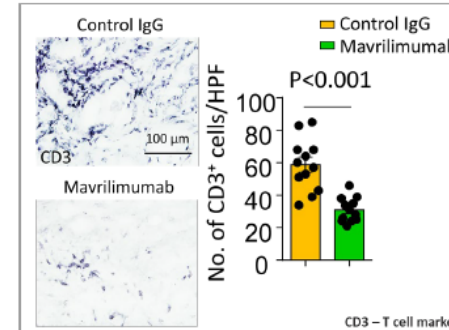 Control IgG
CD3
100 µm
Mavrilimumab
Control IgG
Mavrilimumab
P<0.001
No. of CD3⁺ cells/HPF
100
80
60
40
20
0
CD3 – T cell marke